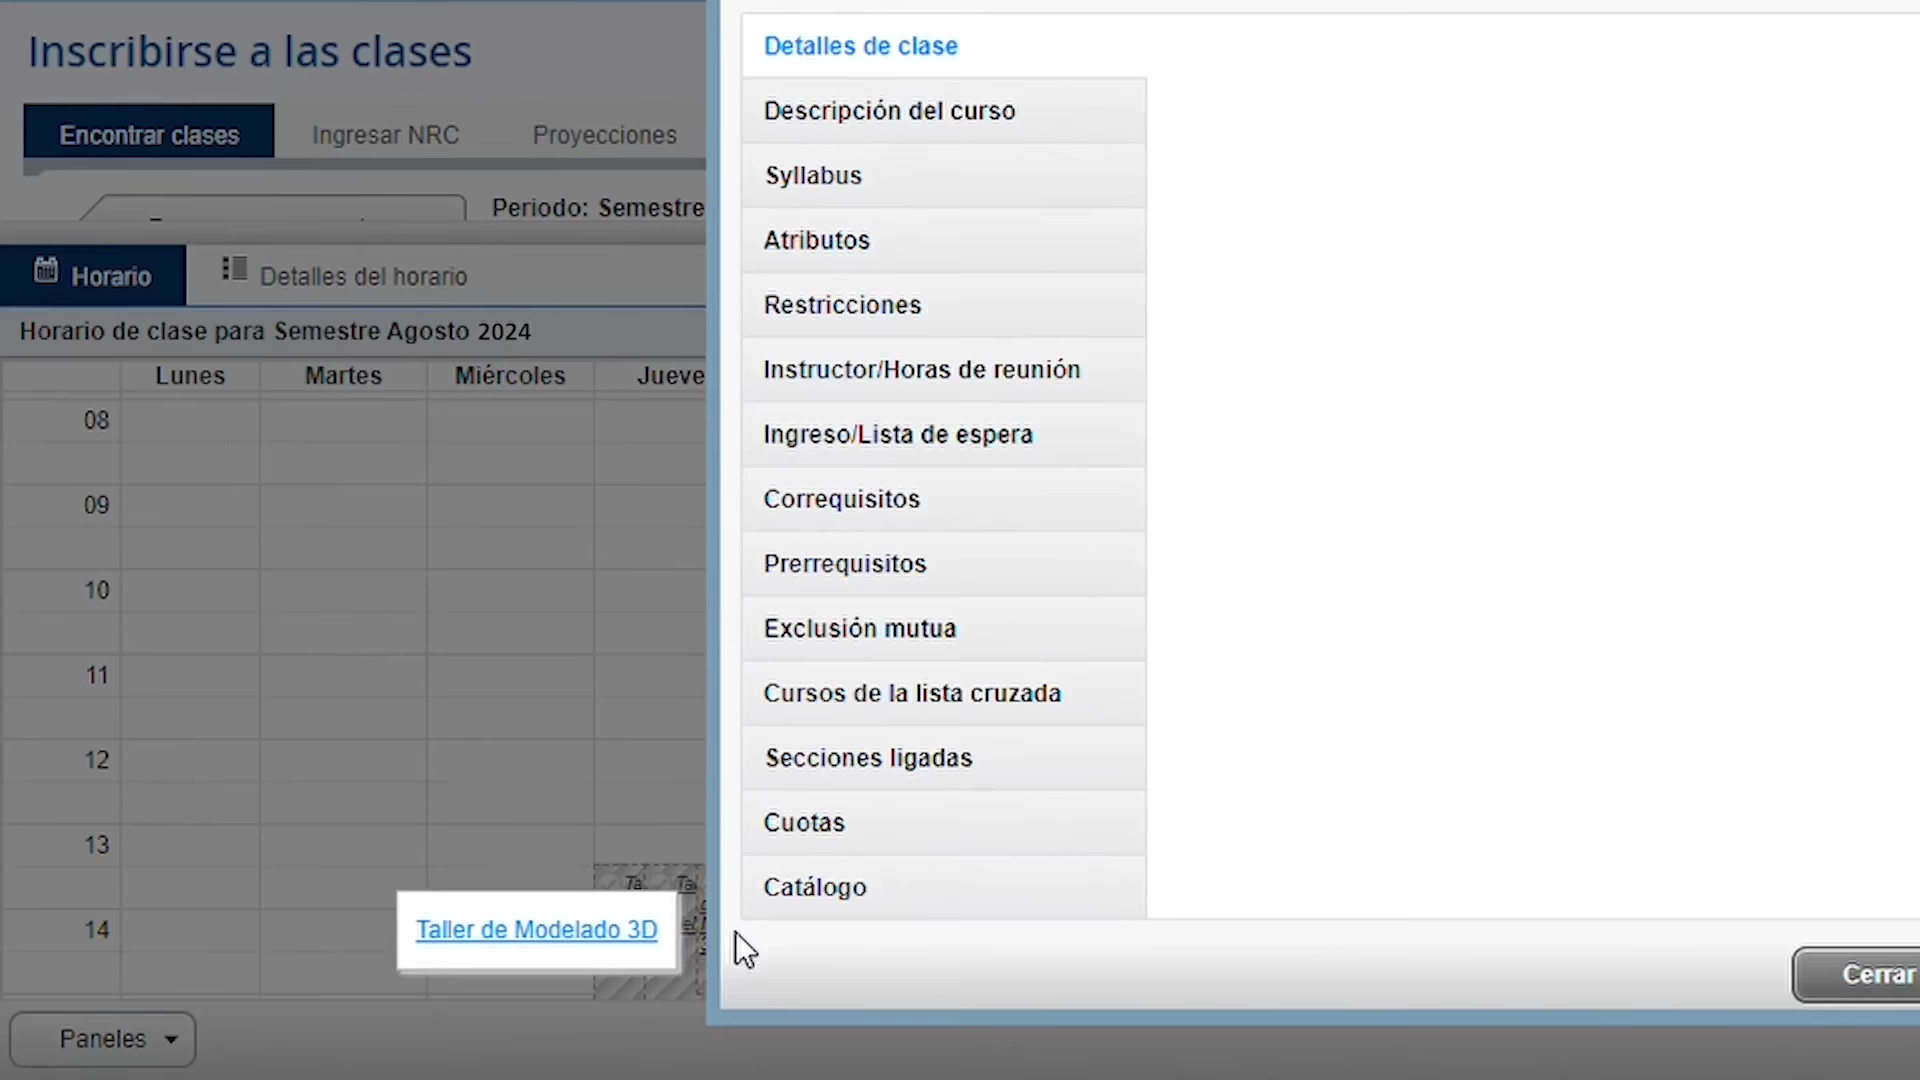 Inscribirse a las clases
Encontrar clases
Ingresar NRC
Proyecciones
Periodo: Semestre
Horario
Detalles del horario
Horario de clase para Semestre Agosto 2024
Lunes
Martes
Miércoles
Jueve
08
09
10
11
12
13
14
Ta
Tal
Taller de Modelado 3D
Paneles
Detalles de clase
Descripción del curso
Syllabus
Atributos
Restricciones
Instructor/Horas de reunión
Ingreso/Lista de espera
Correquisitos
Prerrequisitos
Exclusión mutua
Cursos de la lista cruzada
Secciones ligadas
Cuotas
Catálogo
Cerrar